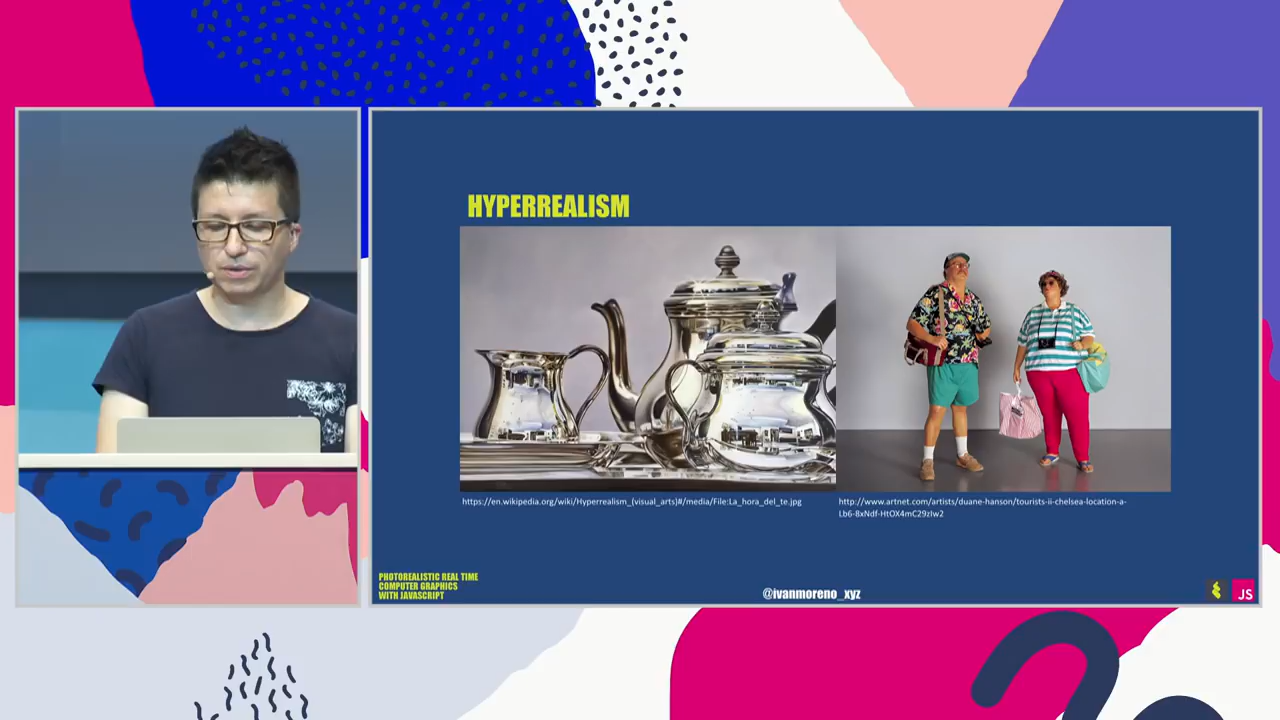 HYPERREALISM
https://en.wikipedia.org/wiki/Hyperrealism_(visual_arts)#/media/File:La_hora_del_te.jpg
http://www.artnet.com/artists/duane-hanson/tourists-ii-chelsea-location-a-
Lb6-8xNdf-HtOX4mC29zIw2
PHOTOREALISTIC REAL TIME
COMPUTER GRAPHICS
WITH JAVASCRIPT
@ivanmoreno_xyz
JS